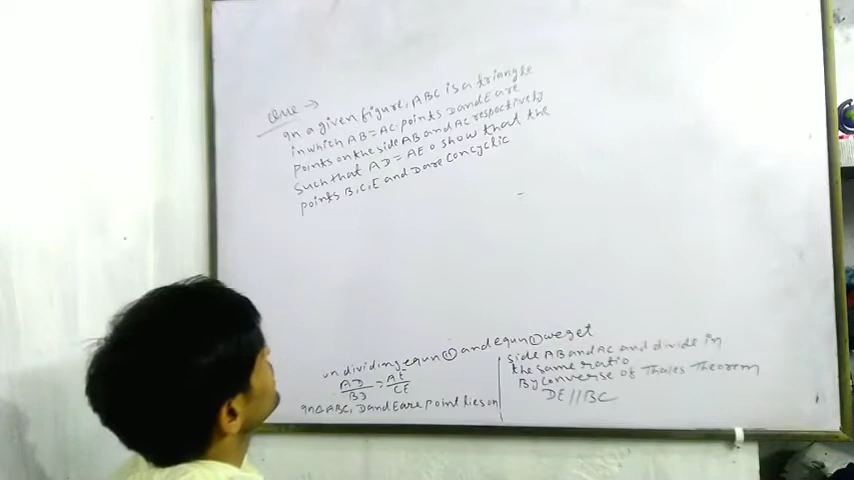 Que →
In a given figure, ABC is a triangle
in which AB = AC. points D and E are
points on the side AB and AC respectively
such that AD = AE. show that the
points B, C, E and D are concyclic
on dividing equn ① and equn ① we get
AD/BD = AE/CE
In △ABC, D and E are point lies on
side AB and AC and divide in
the same ratio
By converse of Thales Theorem
DE // BC